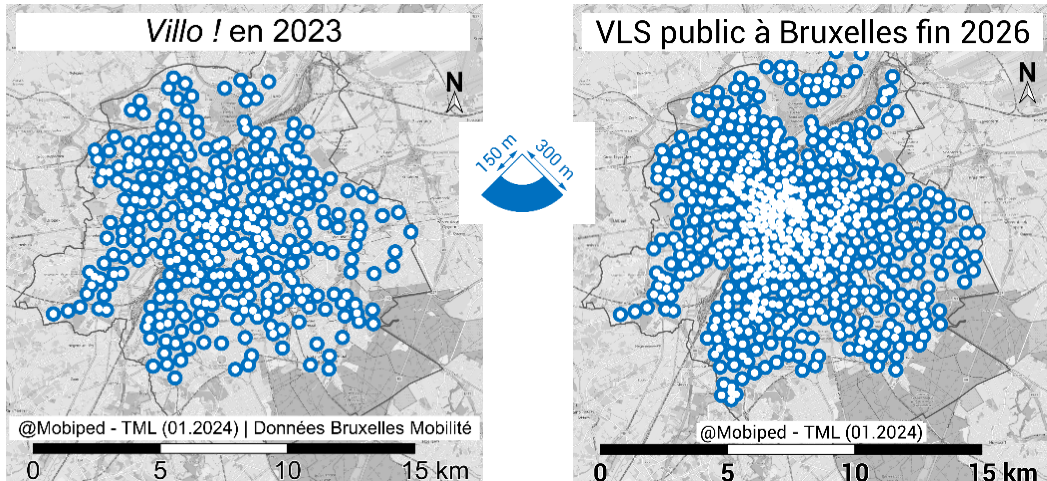 Villo ! en 2023
N
@Mobiped - TML (01.2024) | Données Bruxelles Mobilité
0 5 10 15 km
150 m 300 m
VLS public à Bruxelles fin 2026
N
@Mobiped - TML (01.2024)
0 5 10 15 km